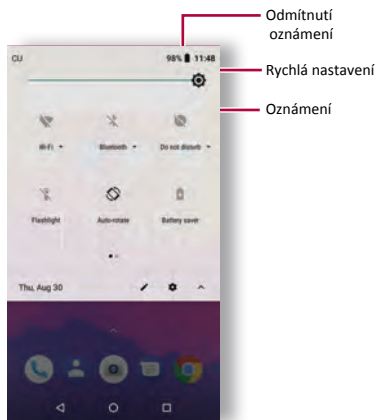 Odmítnutí
oznámení
CU 98% 11:48
Rychlá nastavení
Oznámení
Wi-Fi Bluetooth Do not disturb
Flashlight Auto-rotate Battery saver
Thu, Aug 30